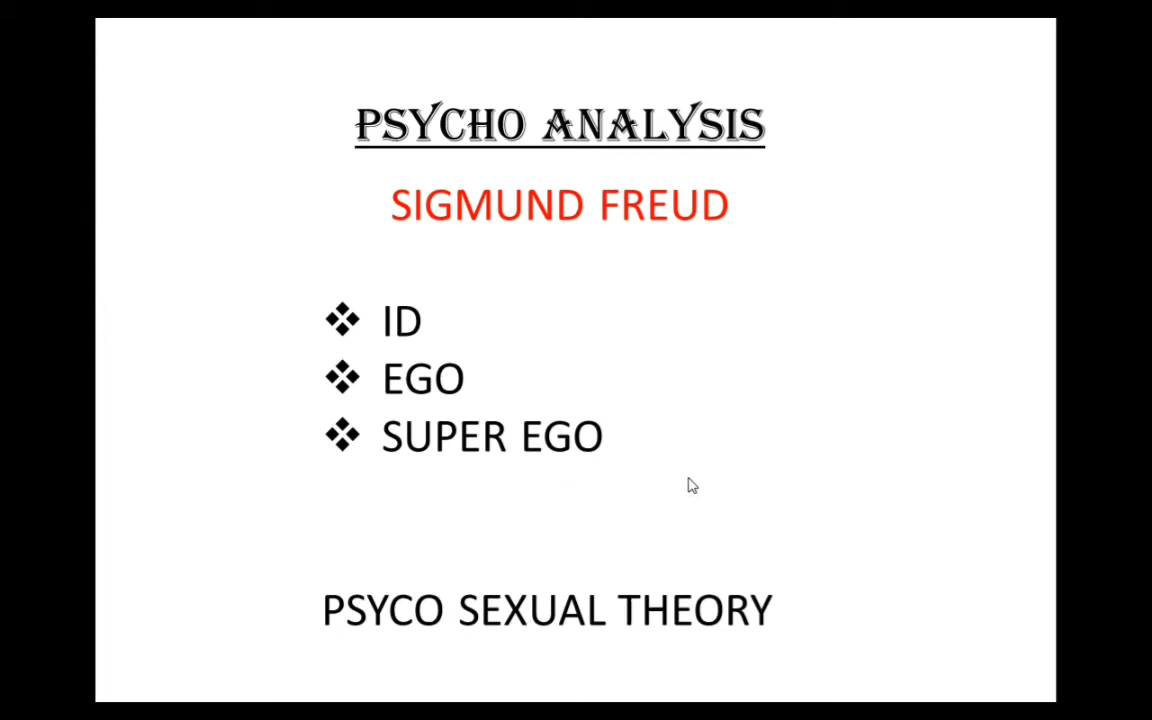 PSYCHO ANALYSIS
SIGMUND FREUD
❖ ID
❖ EGO
❖ SUPER EGO
PSYCO SEXUAL THEORY